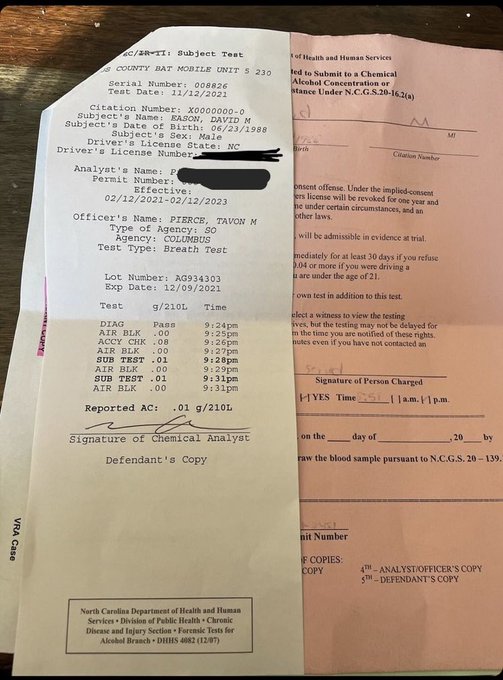 EC/IR-II: Subject Test
COUNTY BAT MOBILE UNIT 5 230
Serial Number: 008826
Test Date: 11/12/2021
Citation Number: X0000000-0
Subject's Name: EASON, DAVID M
Subject's Date of Birth: 06/23/1988
Subject's Sex: Male
Driver's License State: NC
Driver's License Number:
Analyst's Name: P
Permit Number:
Effective:
02/12/2021-02/12/2023
Officer's Name: PIERCE, TAVON M
Type of Agency: SO
Agency: COLUMBUS
Test Type: Breath Test
Lot Number: AG934303
Exp Date: 12/09/2021
Test g/210L Time
DIAG Pass 9:24pm
AIR BLK .00 9:25pm
ACCY CHK .08 9:26pm
AIR BLK .00 9:27pm
SUB TEST .01 9:28pm
AIR BLK .00 9:29pm
SUB TEST .01 9:31pm
AIR BLK .00 9:31pm
Reported AC: .01 g/210L
Signature of Chemical Analyst
Defendant's Copy
North Carolina Department of Health and Human
Services • Division of Public Health • Chronic
Disease and Injury Section • Forensic Tests for
Alcohol Branch • DHHS 4082 (12/07)
VRA Case
of Health and Human Services
ted to Submit to a Chemical
Alcohol Concentration or
stance Under N.C.G.S.20-16.2(a)
M
MI
Birth
Citation Number
onsent offense. Under the implied-consent
ers license will be revoked for one year and
me under certain circumstances, and an
other laws.
, will be admissible in evidence at trial.
mediately for at least 30 days if you refuse
0.04 or more if you were driving a
u are under the age of 21.
r own test in addition to this test.
elect a witness to view the testing
ives, but the testing may not be delayed for
m the time you are notified of these rights.
nutes even if you have not contacted an
Signature of Person Charged
YES Time [ ] a.m. p.m.
on the ____ day of ________, 20 __ by
raw the blood sample pursuant to N.C.G.S. 20 – 139.
nit Number
F COPIES:
COPY
4TH – ANALYST/OFFICER'S COPY
5TH – DEFENDANT'S COPY